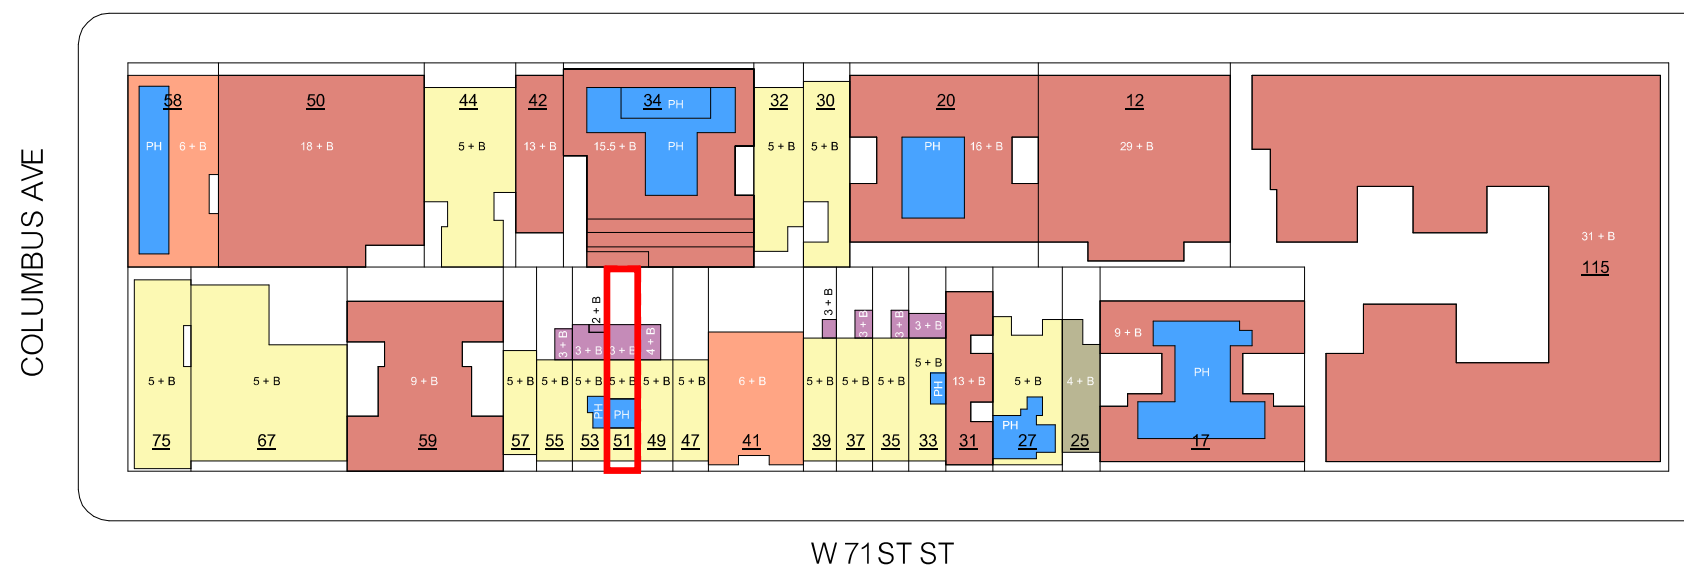 COLUMBUS AVE
58
50
44
42
34
PH
32
30
20
12
PH
6 + B
18 + B
5 + B
13 + B
15.5 + B
PH
5 + B
5 + B
PH
16 + B
29 + B
31 + B
115
2 + B
3 + B
3 + B
3 + B
4 + B
3 + B
3 + B
3 + B
3 + B
9 + B
5 + B
5 + B
9 + B
5 + B
5 + B
5 + B
5 + B
5 + B
5 + B
6 + B
5 + B
5 + B
5 + B
5 + B
13 + B
5 + B
4 + B
PH
PH
PH
PH
PH
75
67
59
57
55
53
51
49
47
41
39
37
35
33
31
27
25
17
W 71ST ST